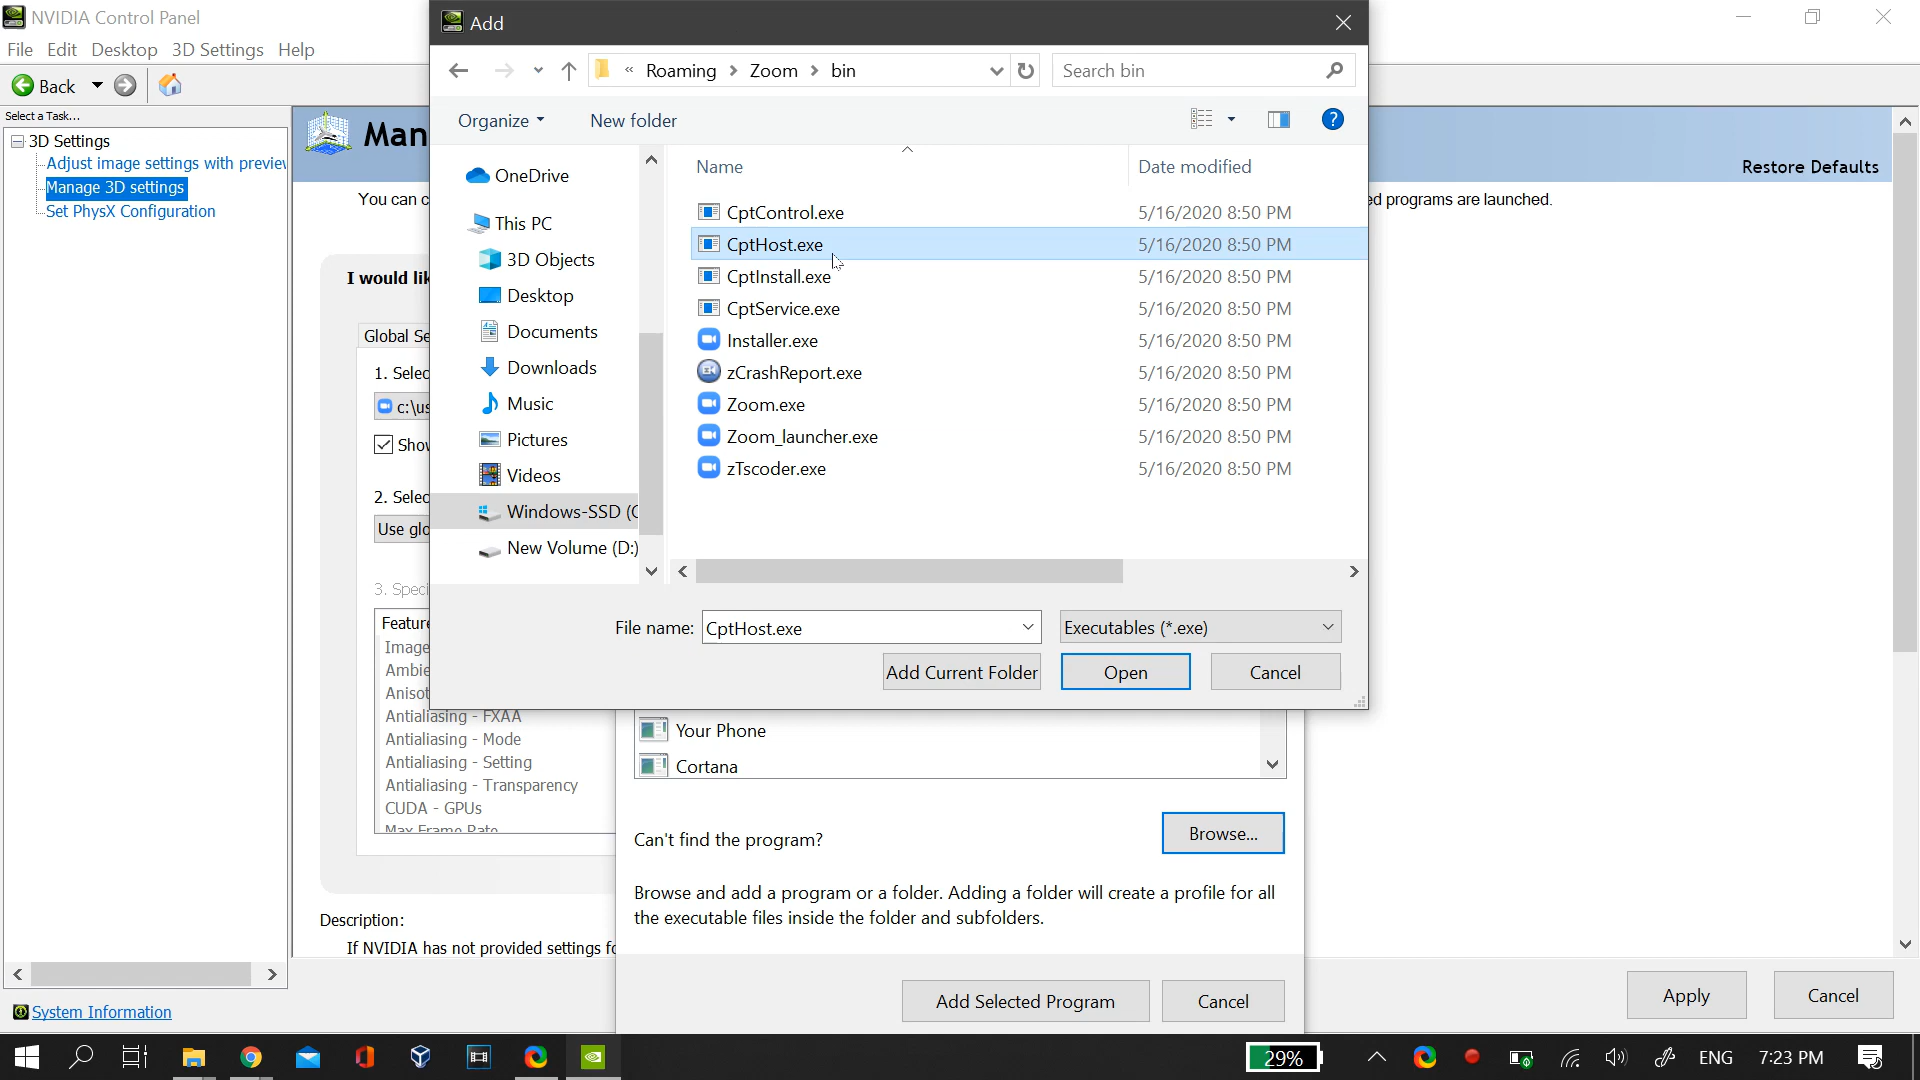 NVIDIA Control Panel
File Edit Desktop 3D Settings Help
Back
Select a Task...
3D Settings
Adjust image settings with preview
Manage 3D settings
Set PhysX Configuration
System Information
Man
Restore Defaults
You can c
ed programs are launched.
I would lik
Global Se
1. Selec
c:\us
Show
2. Selec
Use glo
3. Speci
Feature
Image
Ambie
Anisot
Antialiasing - FXAA
Antialiasing - Mode
Antialiasing - Setting
Antialiasing - Transparency
CUDA - GPUs
Max Frame Rate
Description:
If NVIDIA has not provided settings fo
Add
« Roaming > Zoom > bin
Search bin
Organize
New folder
OneDrive
This PC
3D Objects
Desktop
Documents
Downloads
Music
Pictures
Videos
Windows-SSD (C
New Volume (D:)
Name Date modified
CptControl.exe 5/16/2020 8:50 PM
CptHost.exe 5/16/2020 8:50 PM
CptInstall.exe 5/16/2020 8:50 PM
CptService.exe 5/16/2020 8:50 PM
Installer.exe 5/16/2020 8:50 PM
zCrashReport.exe 5/16/2020 8:50 PM
Zoom.exe 5/16/2020 8:50 PM
Zoom_launcher.exe 5/16/2020 8:50 PM
zTscoder.exe 5/16/2020 8:50 PM
File name: CptHost.exe Executables (*.exe)
Add Current Folder Open Cancel
Your Phone
Cortana
Can't find the program?
Browse...
Browse and add a program or a folder. Adding a folder will create a profile for all
the executable files inside the folder and subfolders.
Add Selected Program Cancel
Apply Cancel
29% ENG 7:23 PM